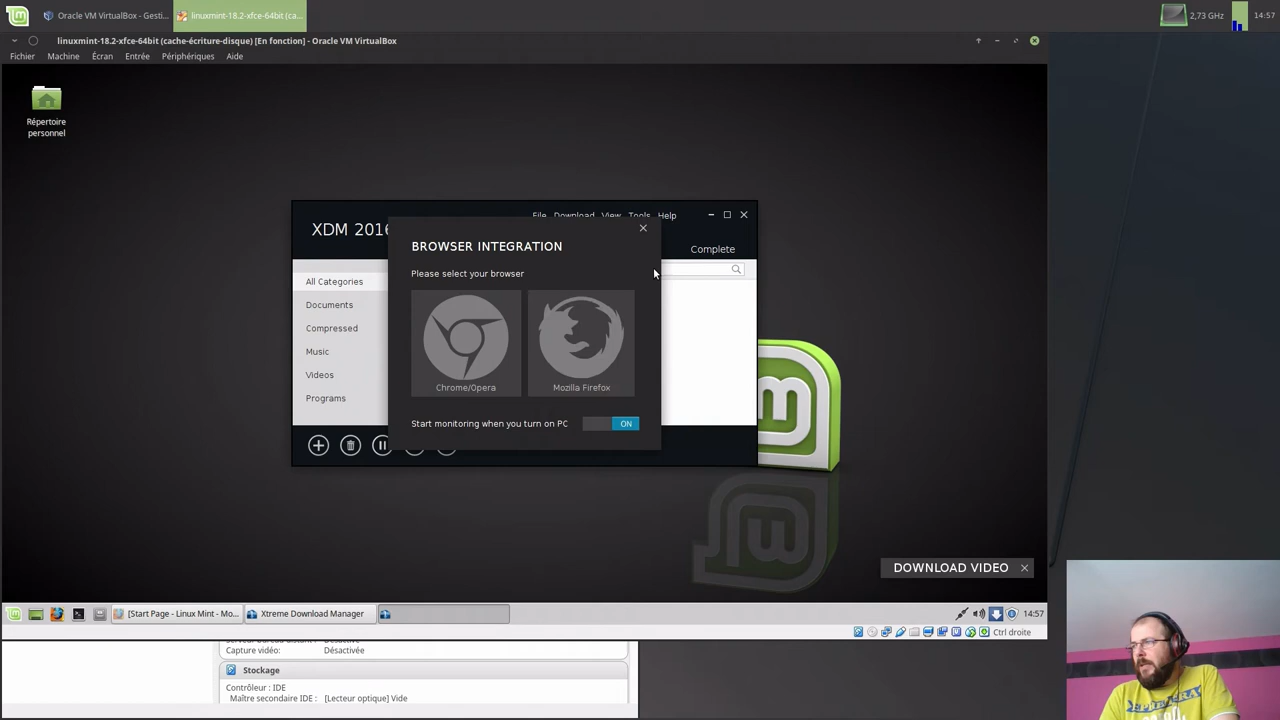 Oracle VM VirtualBox - Gesti...
linuxmint-18.2-xfce-64bit (ca...
2,73 GHz
14:57
linuxmint-18.2-xfce-64bit (cache-écriture-disque) [En fonction] - Oracle VM VirtualBox
Fichier Machine Écran Entrée Périphériques Aide
Répertoire
personnel
File Download View Tools Help
XDM 2016
BROWSER INTEGRATION
Complete
Please select your browser
All Categories
Documents
Compressed
Music
Videos
Programs
Chrome/Opera
Mozilla Firefox
Start monitoring when you turn on PC
ON
DOWNLOAD VIDEO
[Start Page - Linux Mint - Mo...
Xtreme Download Manager
14:57
Ctrl droite
Capture vidéo: Désactivée
Stockage
Contrôleur : IDE
Maître secondaire IDE : [Lecteur optique] Vide